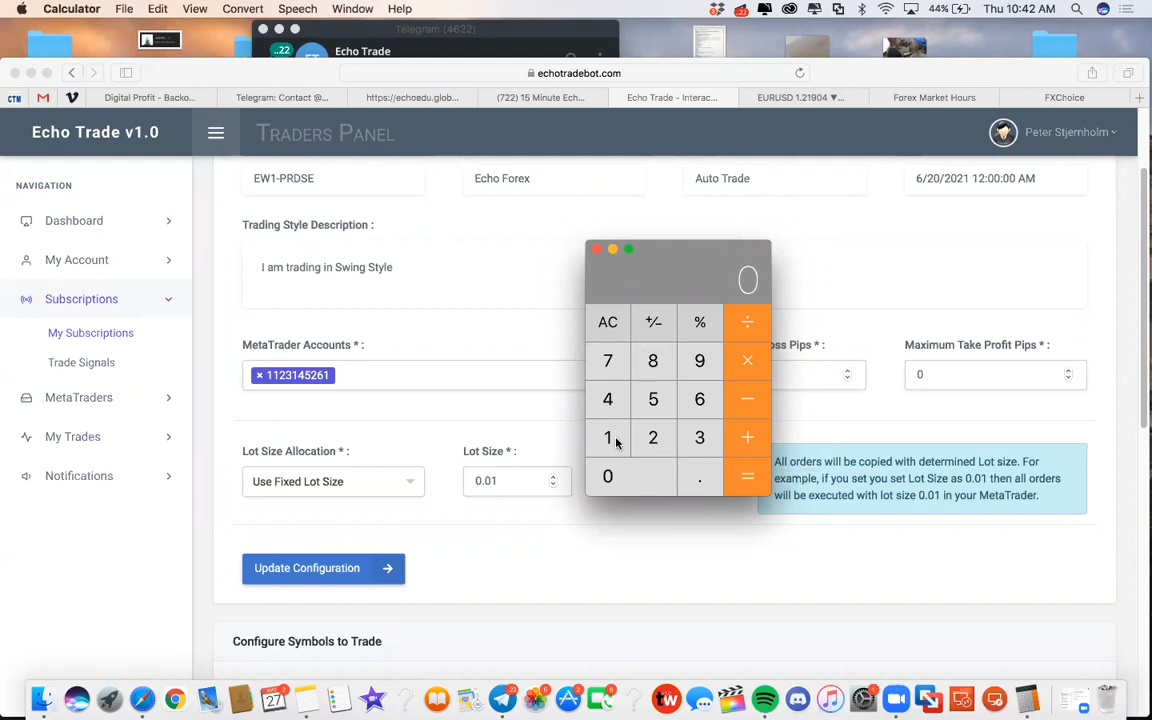 Calculator File Edit View Convert Speech Window Help 44% Thu 10:42 AM
Telegram (4622)
..22 ET Echo Trade
echotradebot.com
CTM Digital Profit - Backo... Telegram: Contact @... https://echoedu.glob... (722) 15 Minute Ech... Echo Trade - Interac... EURUSD 1.21904 ▼... Forex Market Hours FXChoice
Echo Trade v1.0 TRADERS PANEL Peter Stjernholm
NAVIGATION
Dashboard
My Account
Subscriptions
My Subscriptions
Trade Signals
MetaTraders
My Trades
Notifications
EW1-PRDSE Echo Forex Auto Trade 6/20/2021 12:00:00 AM
Trading Style Description :
I am trading in Swing Style
MetaTrader Accounts * : oss Pips * : Maximum Take Profit Pips * :
× 1123145261 0
Lot Size Allocation * : Lot Size * :
Use Fixed Lot Size 0.01
All orders will be copied with determined Lot size. For
example, if you set you set Lot Size as 0.01 then all orders
will be executed with lot size 0.01 in your MetaTrader.
Update Configuration
Configure Symbols to Trade
0
AC +/− % ÷
7 8 9 ×
4 5 6 −
1 2 3 +
0 . =
27
tw